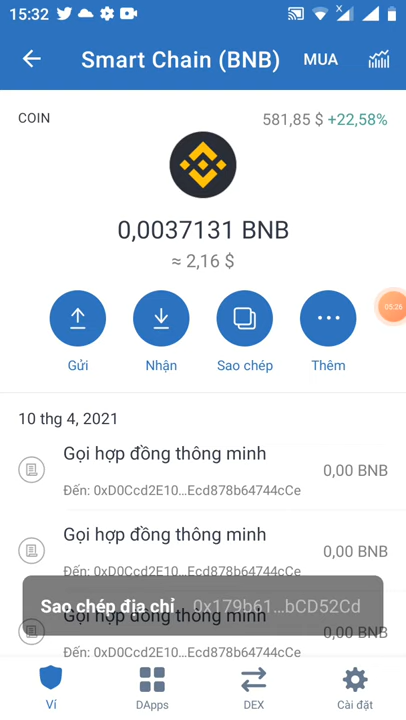 15:32
Smart Chain (BNB) MUA
COIN 581,85 $ +22,58%
0,0037131 BNB
≈ 2,16 $
Gửi Nhận Sao chép Thêm
05:26
10 thg 4, 2021
Gọi hợp đồng thông minh 0,00 BNB
Đến: 0xD0Ccd2E10...Ecd878b64744cCe
Gọi hợp đồng thông minh 0,00 BNB
Đến: 0xD0Ccd2E10...Ecd878b64744cCe
Sao chép địa chỉ 0x179b61...bCD52Cd
Gọi hợp đồng thông minh 0,00 BNB
Đến: 0xD0Ccd2E10...Ecd878b64744cCe
Ví DApps DEX Cài đặt